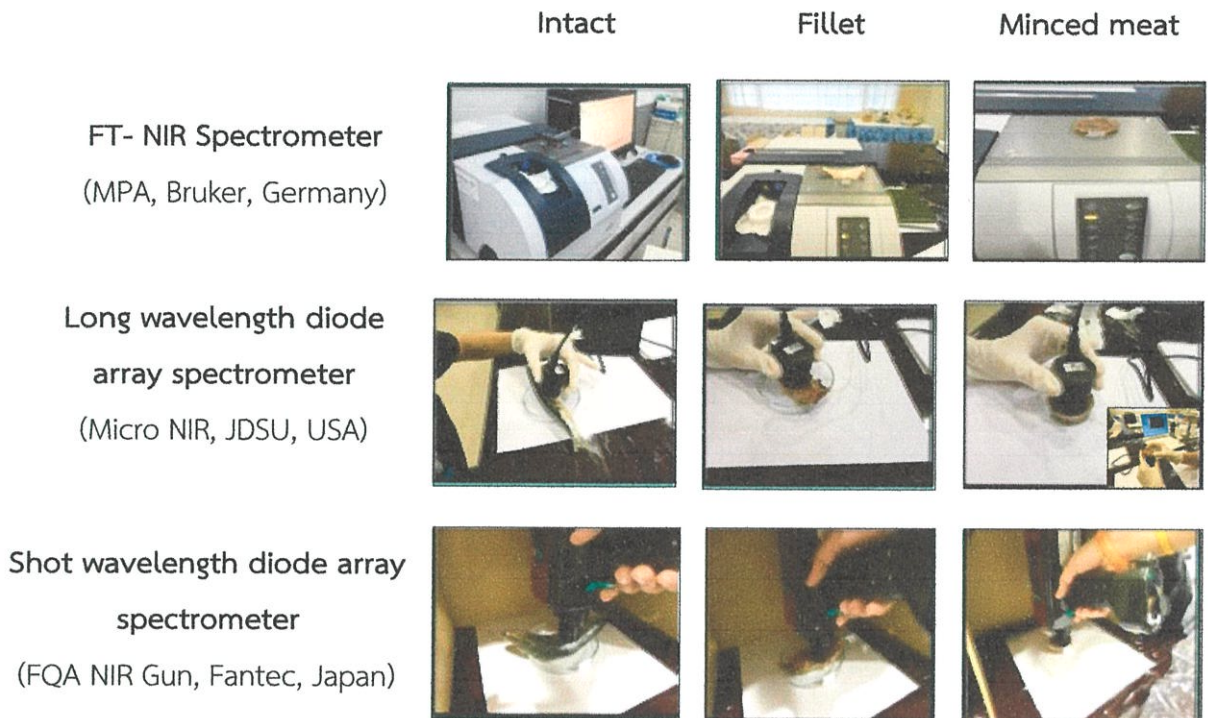 Intact Fillet Minced meat
FT- NIR Spectrometer
(MPA, Bruker, Germany)
Long wavelength diode
array spectrometer
(Micro NIR, JDSU, USA)
Shot wavelength diode array
spectrometer
(FQA NIR Gun, Fantec, Japan)